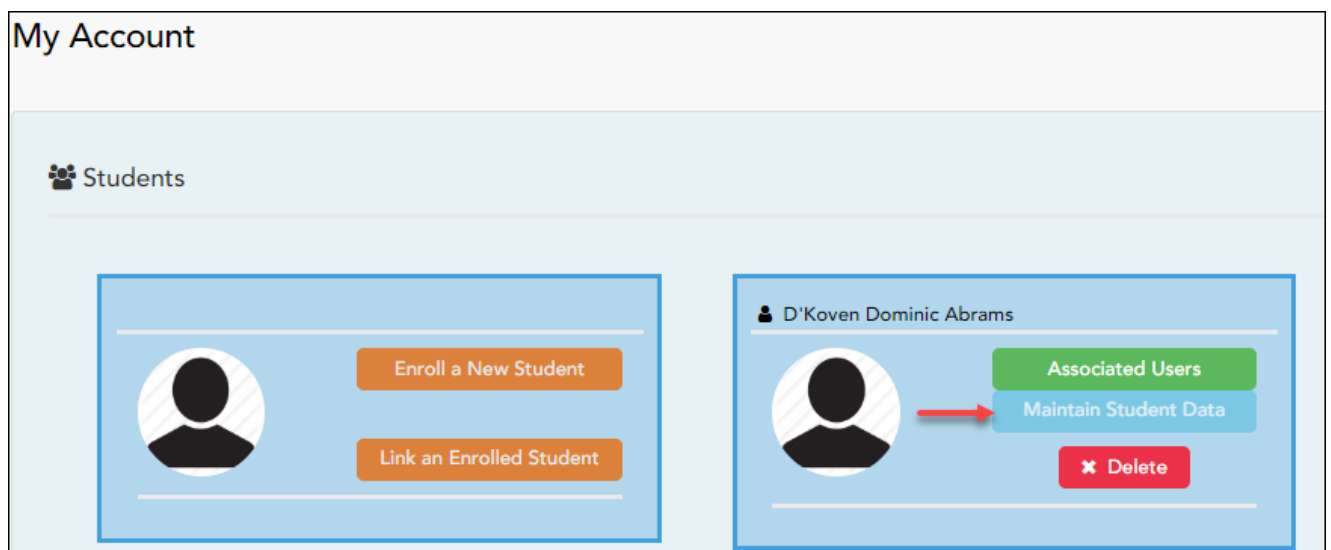 My Account
Students
Enroll a New Student
Link an Enrolled Student
D'Koven Dominic Abrams
Associated Users
Maintain Student Data
Delete